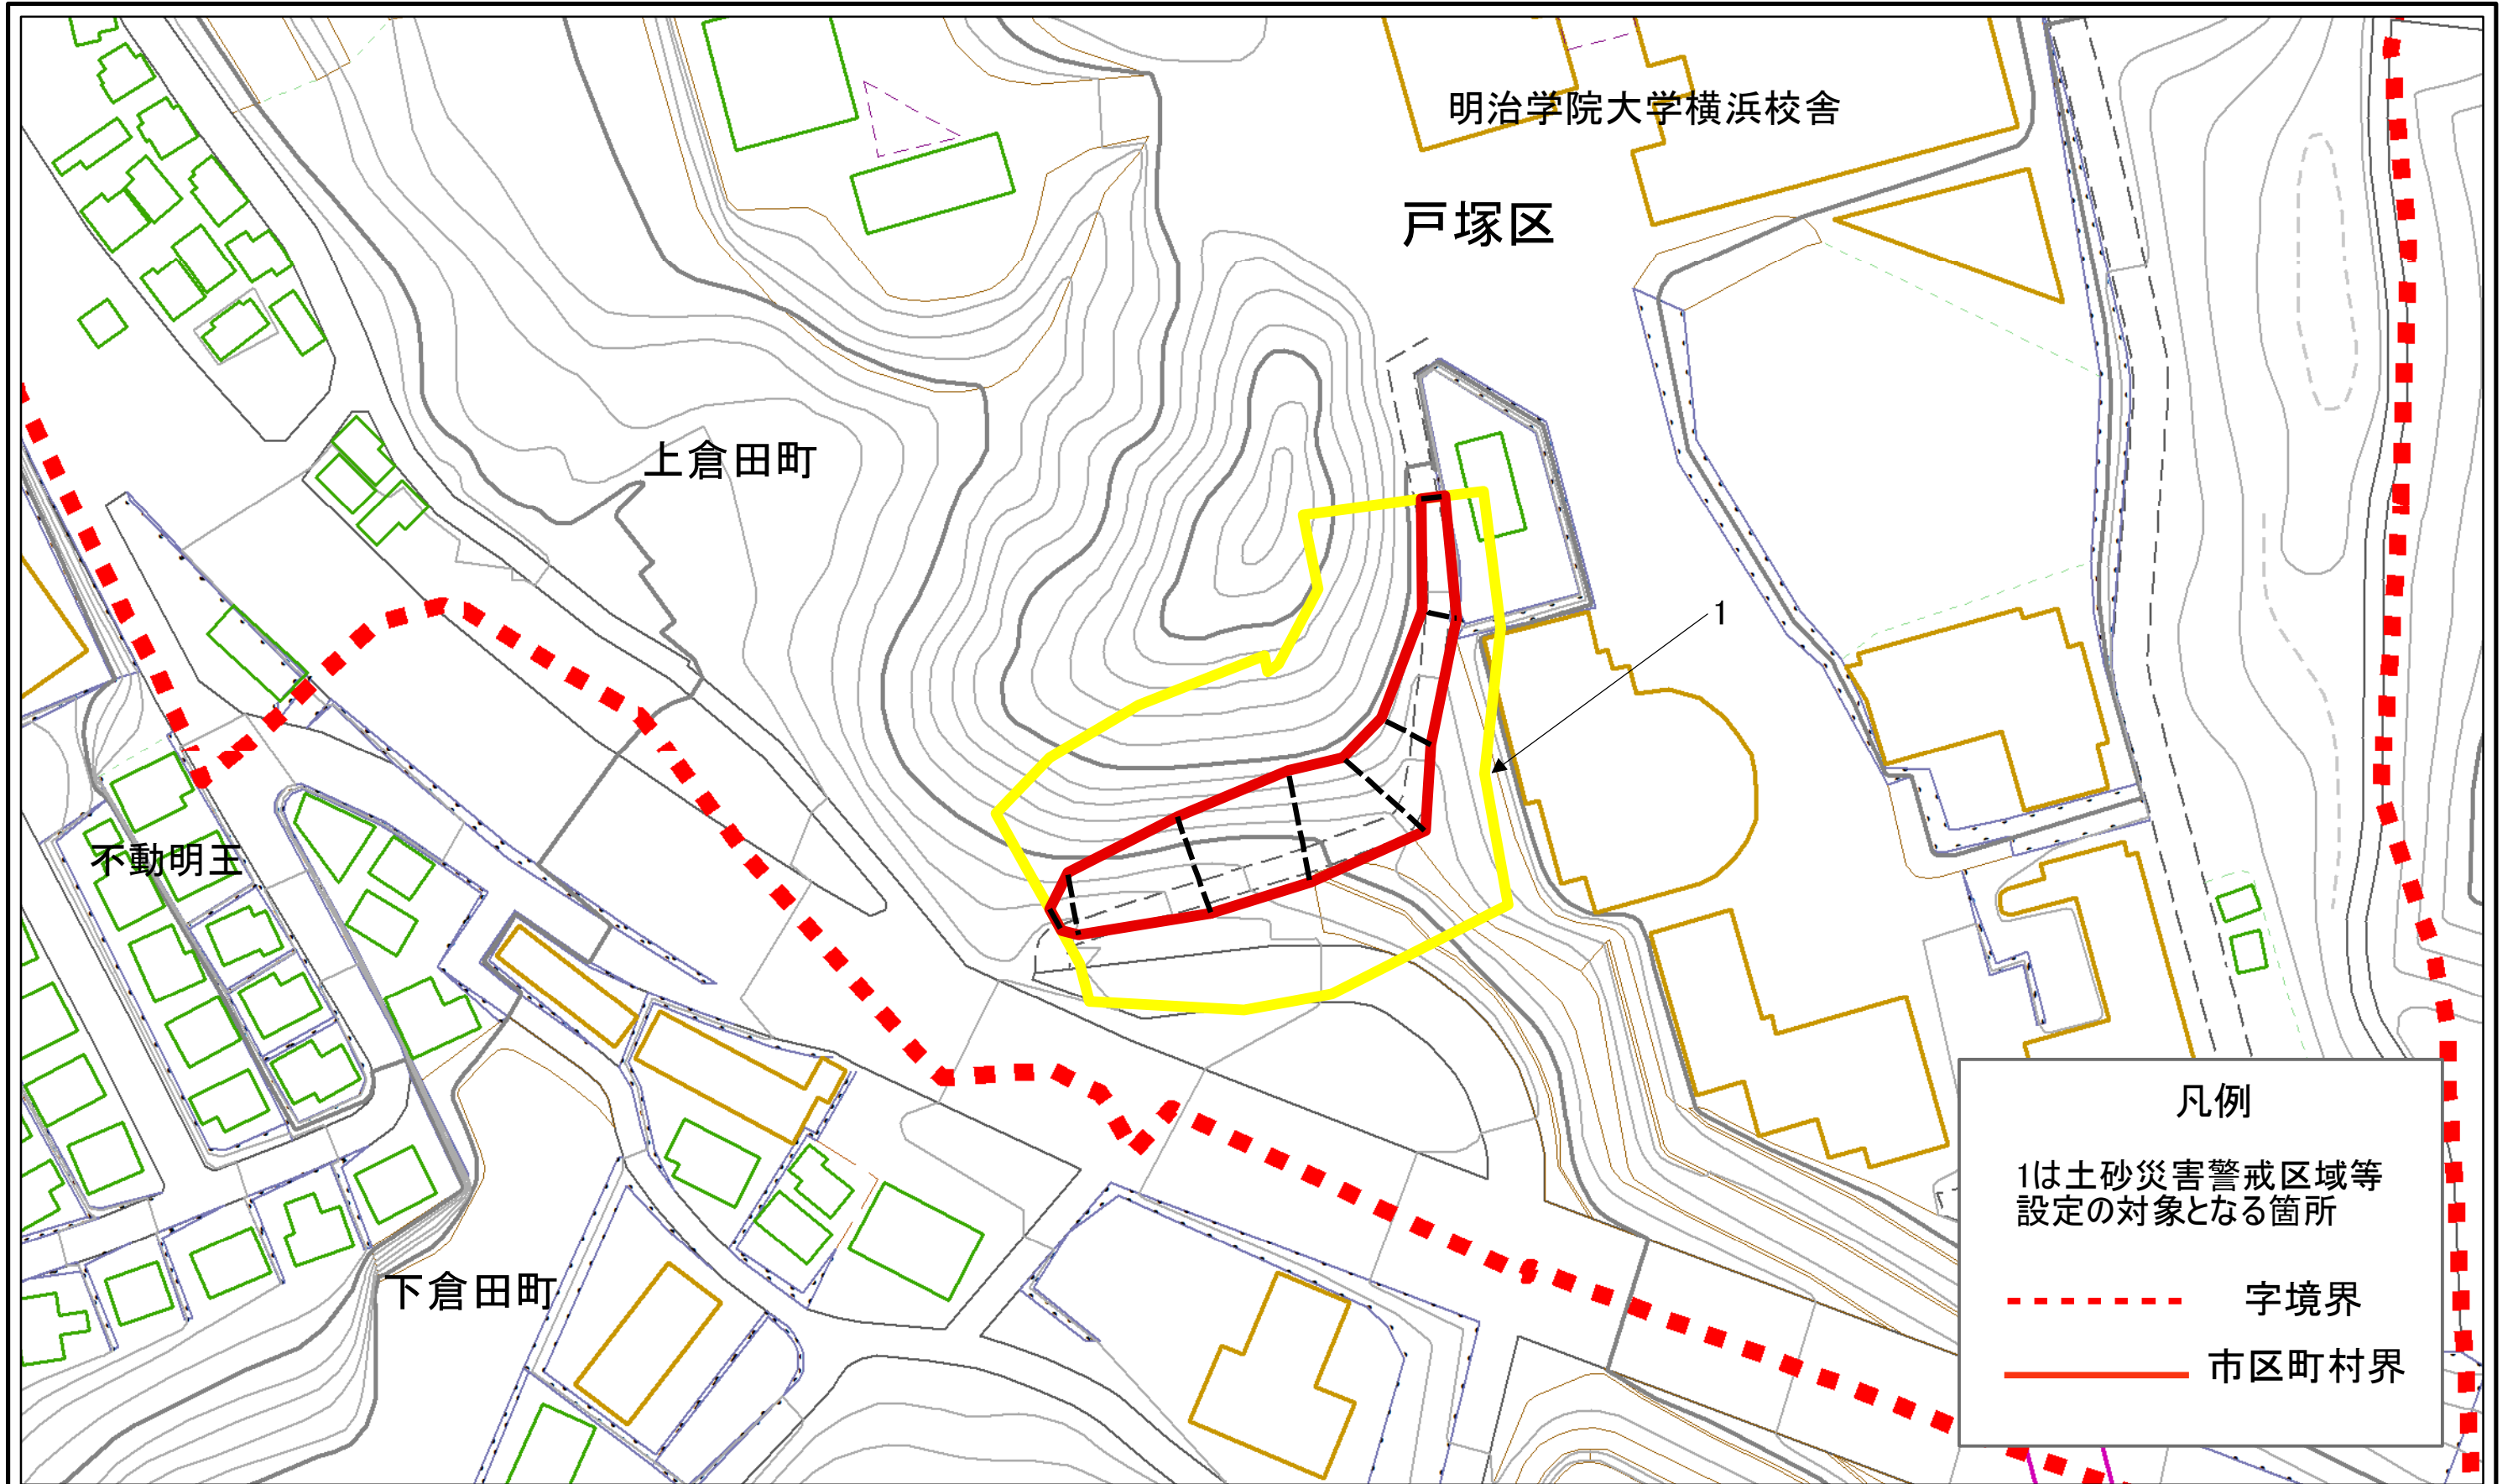 明治学院大学横浜校舎
戸塚区
上倉田町
1
不動明王
下倉田町
凡例
1は土砂災害警戒区域等
設定の対象となる箇所
字境界
市区町村界